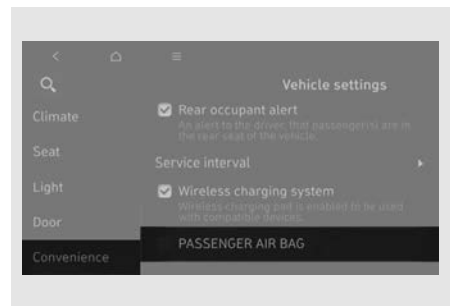 Vehicle settings
Climate
Seat
Light
Door
Convenience
Rear occupant alert
An alert to the driver, that passenger(s) are in
the rear seat of the vehicle.
Service interval
Wireless charging system
Wireless charging pad is enabled to be used
with compatible devices.
PASSENGER AIR BAG